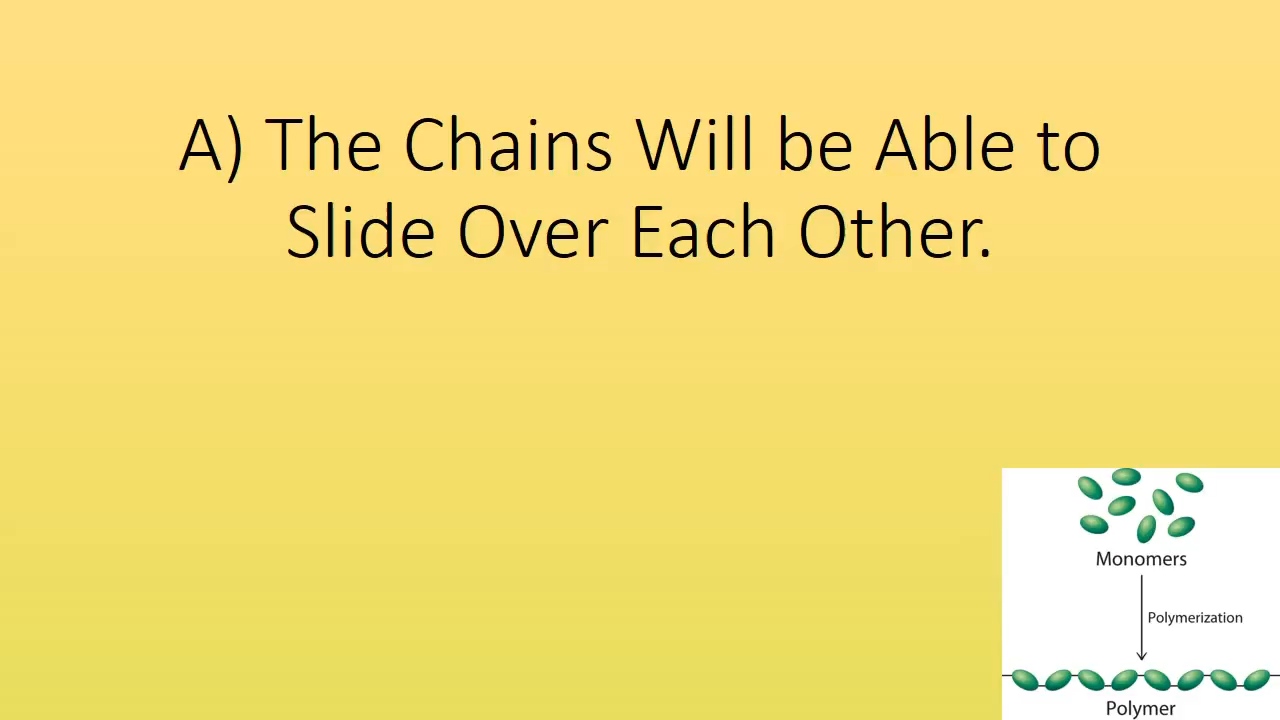 A) The Chains Will be Able to
Slide Over Each Other.
Monomers
Polymerization
Polymer